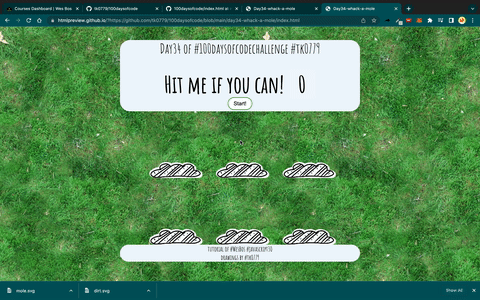 Courses Dashboard | Wes Bos
tk0779/100daysofcode
100daysofcode/index.html at
Day34-whack-a-mole
Day34-whack-a-mole
htmlpreview.github.io/?https://github.com/tk0779/100daysofcode/blob/main/day34-whack-a-mole/index.html
Day34 of #100daysofcodechallenge #tk0779
Hit me if you can! 0
Start!
tutorial of #WesBos #javascript30
drawings by #tk0779
mole.svg
dirt.svg
Show All